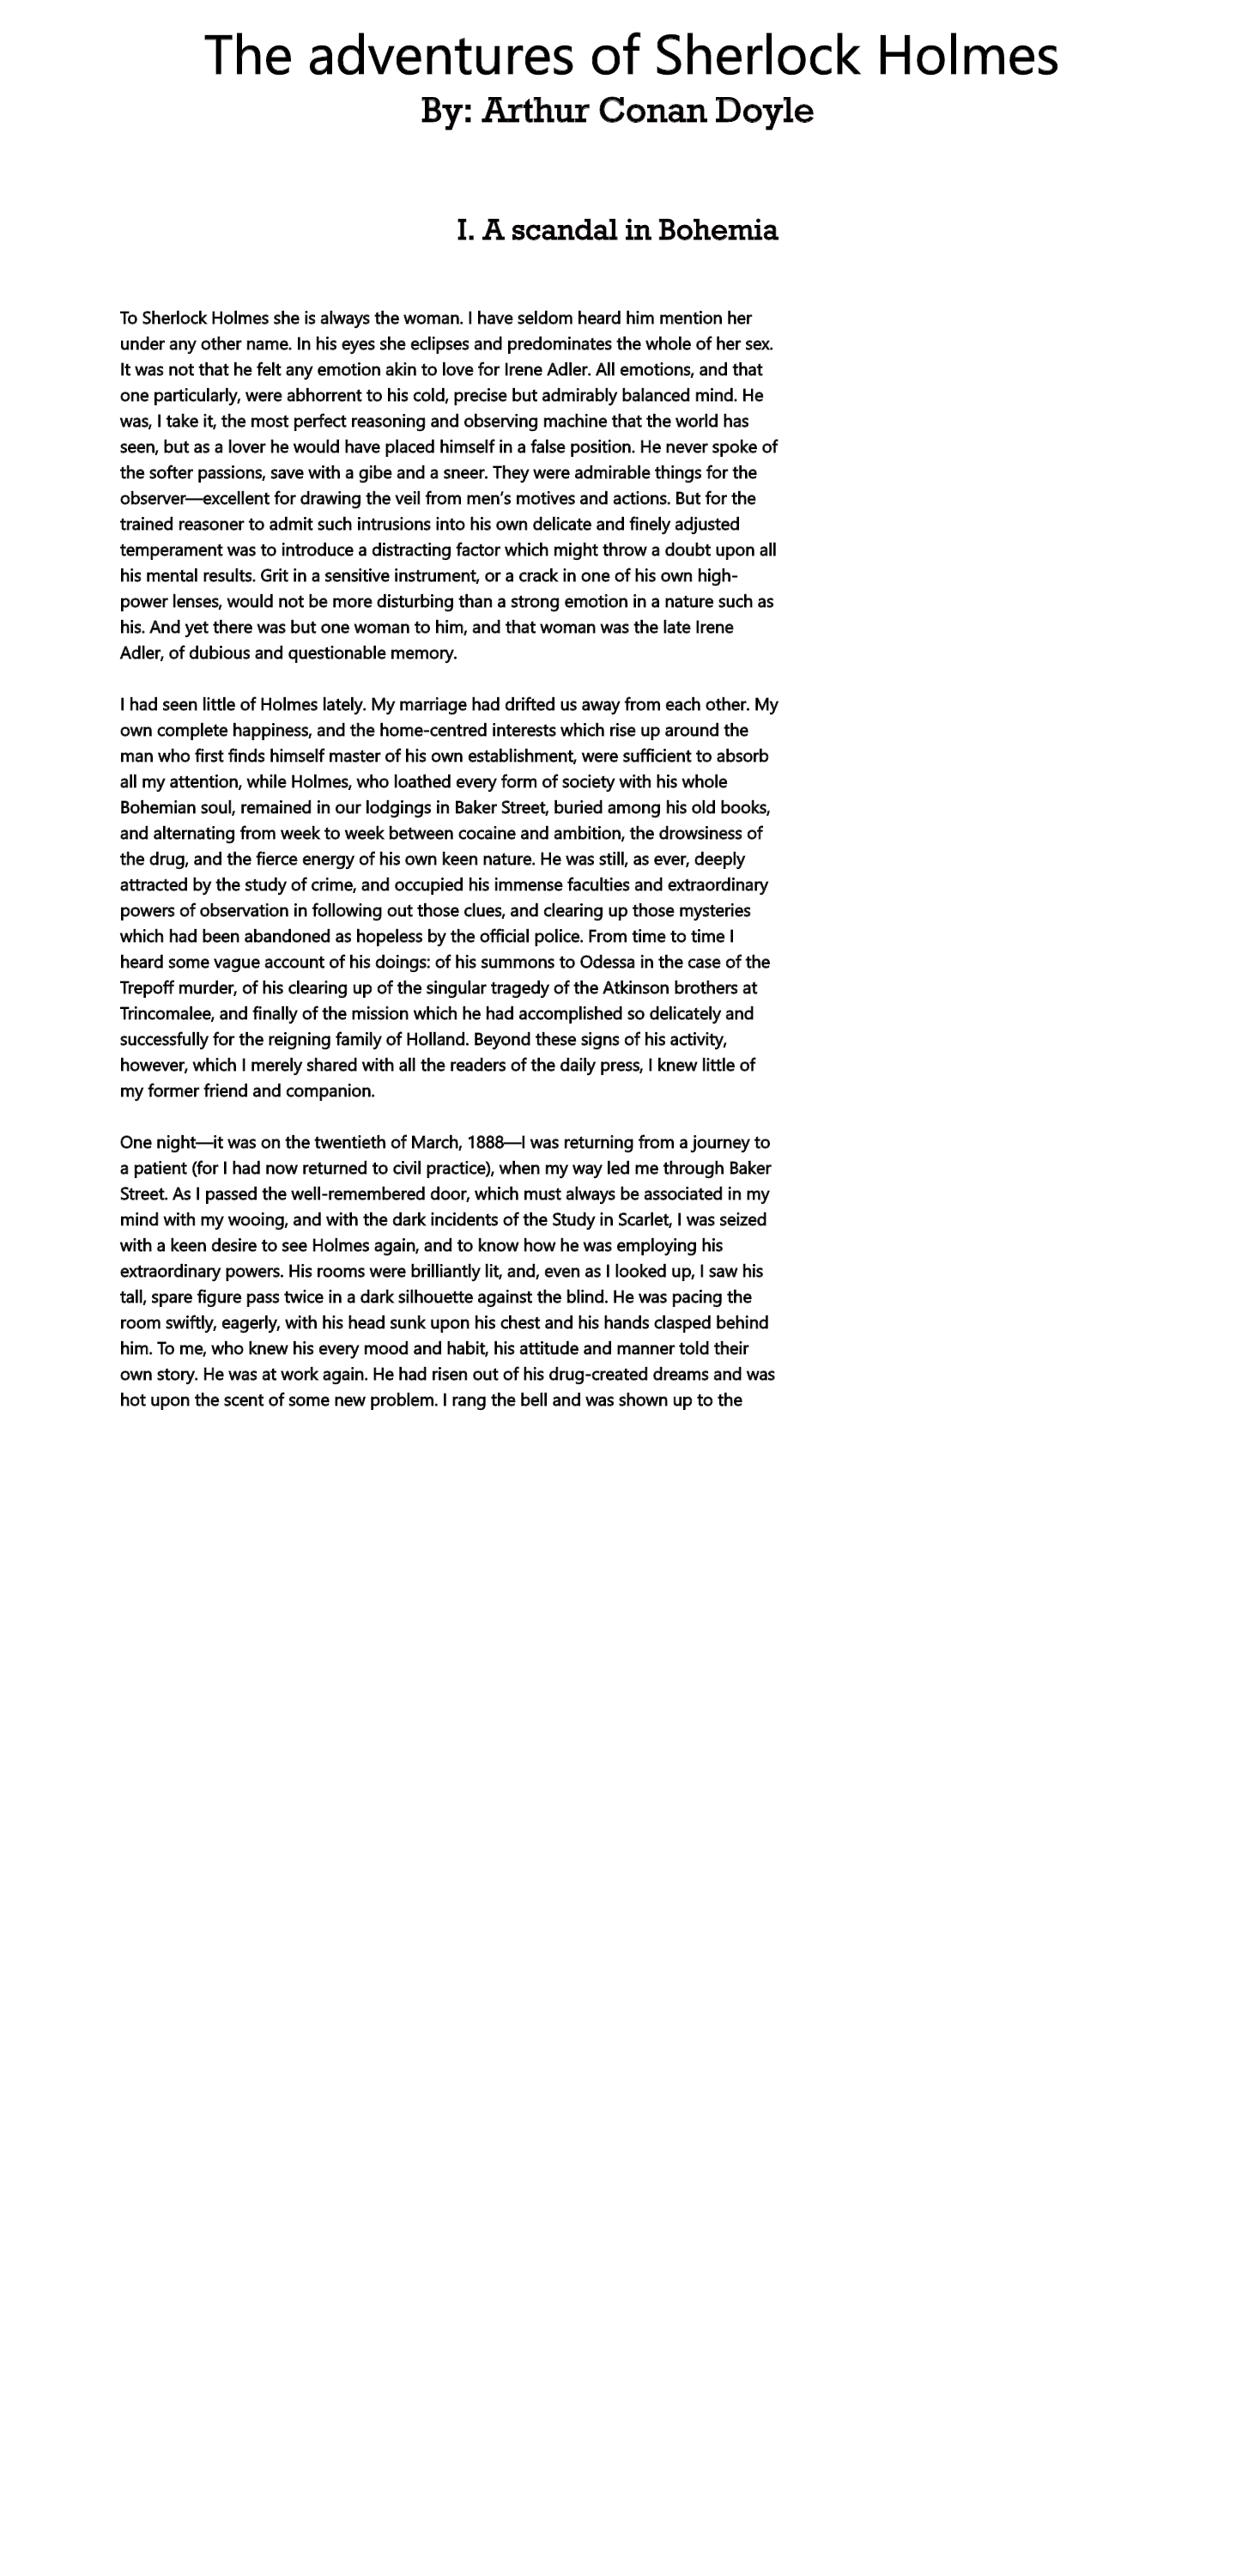 The adventures of Sherlock Holmes
By: Arthur Conan Doyle
I. A scandal in Bohemia
To Sherlock Holmes she is always the woman. I have seldom heard him mention her
under any other name. In his eyes she eclipses and predominates the whole of her sex.
It was not that he felt any emotion akin to love for Irene Adler. All emotions, and that
one particularly, were abhorrent to his cold, precise but admirably balanced mind. He
was, I take it, the most perfect reasoning and observing machine that the world has
seen, but as a lover he would have placed himself in a false position. He never spoke of
the softer passions, save with a gibe and a sneer. They were admirable things for the
observer—excellent for drawing the veil from men’s motives and actions. But for the
trained reasoner to admit such intrusions into his own delicate and finely adjusted
temperament was to introduce a distracting factor which might throw a doubt upon all
his mental results. Grit in a sensitive instrument, or a crack in one of his own high-
power lenses, would not be more disturbing than a strong emotion in a nature such as
his. And yet there was but one woman to him, and that woman was the late Irene
Adler, of dubious and questionable memory.
I had seen little of Holmes lately. My marriage had drifted us away from each other. My
own complete happiness, and the home-centred interests which rise up around the
man who first finds himself master of his own establishment, were sufficient to absorb
all my attention, while Holmes, who loathed every form of society with his whole
Bohemian soul, remained in our lodgings in Baker Street, buried among his old books,
and alternating from week to week between cocaine and ambition, the drowsiness of
the drug, and the fierce energy of his own keen nature. He was still, as ever, deeply
attracted by the study of crime, and occupied his immense faculties and extraordinary
powers of observation in following out those clues, and clearing up those mysteries
which had been abandoned as hopeless by the official police. From time to time I
heard some vague account of his doings: of his summons to Odessa in the case of the
Trepoff murder, of his clearing up of the singular tragedy of the Atkinson brothers at
Trincomalee, and finally of the mission which he had accomplished so delicately and
successfully for the reigning family of Holland. Beyond these signs of his activity,
however, which I merely shared with all the readers of the daily press, I knew little of
my former friend and companion.
One night—it was on the twentieth of March, 1888—I was returning from a journey to
a patient (for I had now returned to civil practice), when my way led me through Baker
Street. As I passed the well-remembered door, which must always be associated in my
mind with my wooing, and with the dark incidents of the Study in Scarlet, I was seized
with a keen desire to see Holmes again, and to know how he was employing his
extraordinary powers. His rooms were brilliantly lit, and, even as I looked up, I saw his
tall, spare figure pass twice in a dark silhouette against the blind. He was pacing the
room swiftly, eagerly, with his head sunk upon his chest and his hands clasped behind
him. To me, who knew his every mood and habit, his attitude and manner told their
own story. He was at work again. He had risen out of his drug-created dreams and was
hot upon the scent of some new problem. I rang the bell and was shown up to the